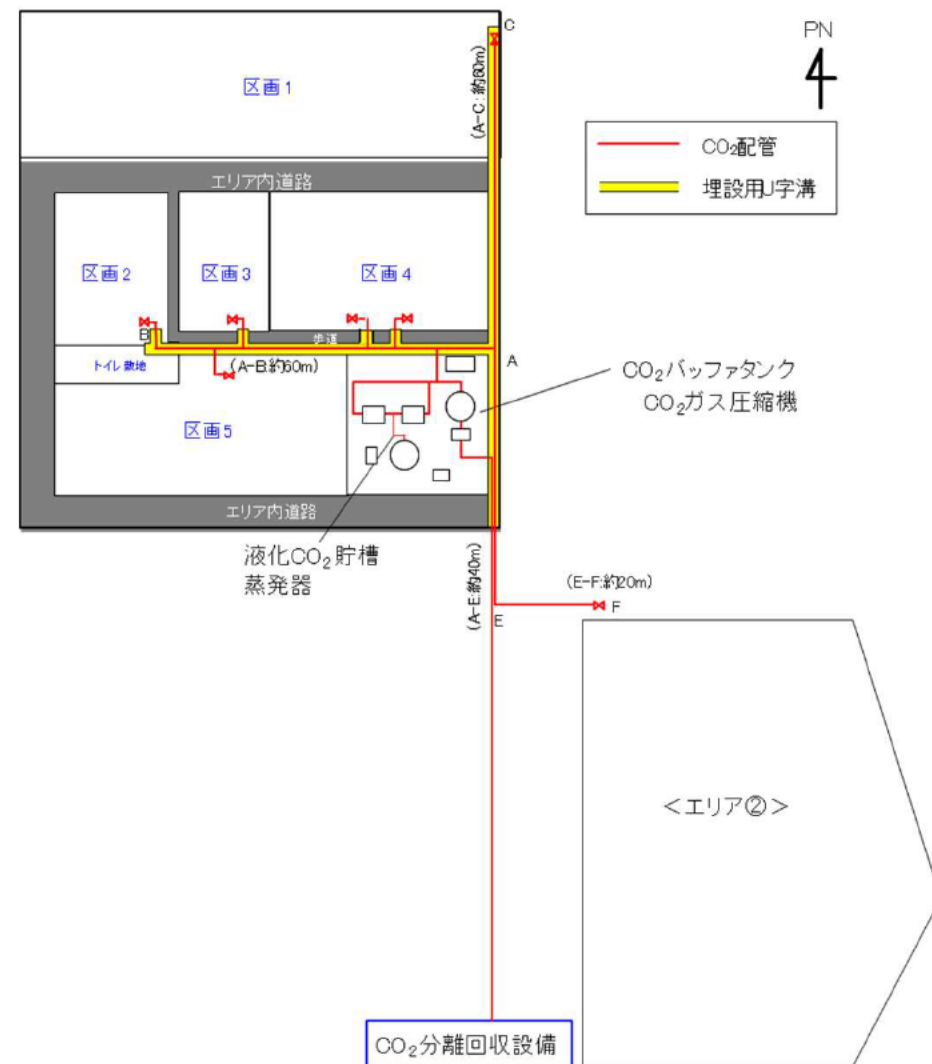 C
PN
区画1
(A-C:約60m)
CO₂配管
埋設用U字溝
エリア内道路
区画2
区画3
区画4
B
歩道
A
トイレ敷地
(A-B:約60m)
CO₂バッファタンク
CO₂ガス圧縮機
区画5
エリア内道路
液化CO₂貯槽
蒸発器
(A-E:約40m)
(E-F:約20m)
F
E
<エリア②>
CO₂分離回収設備